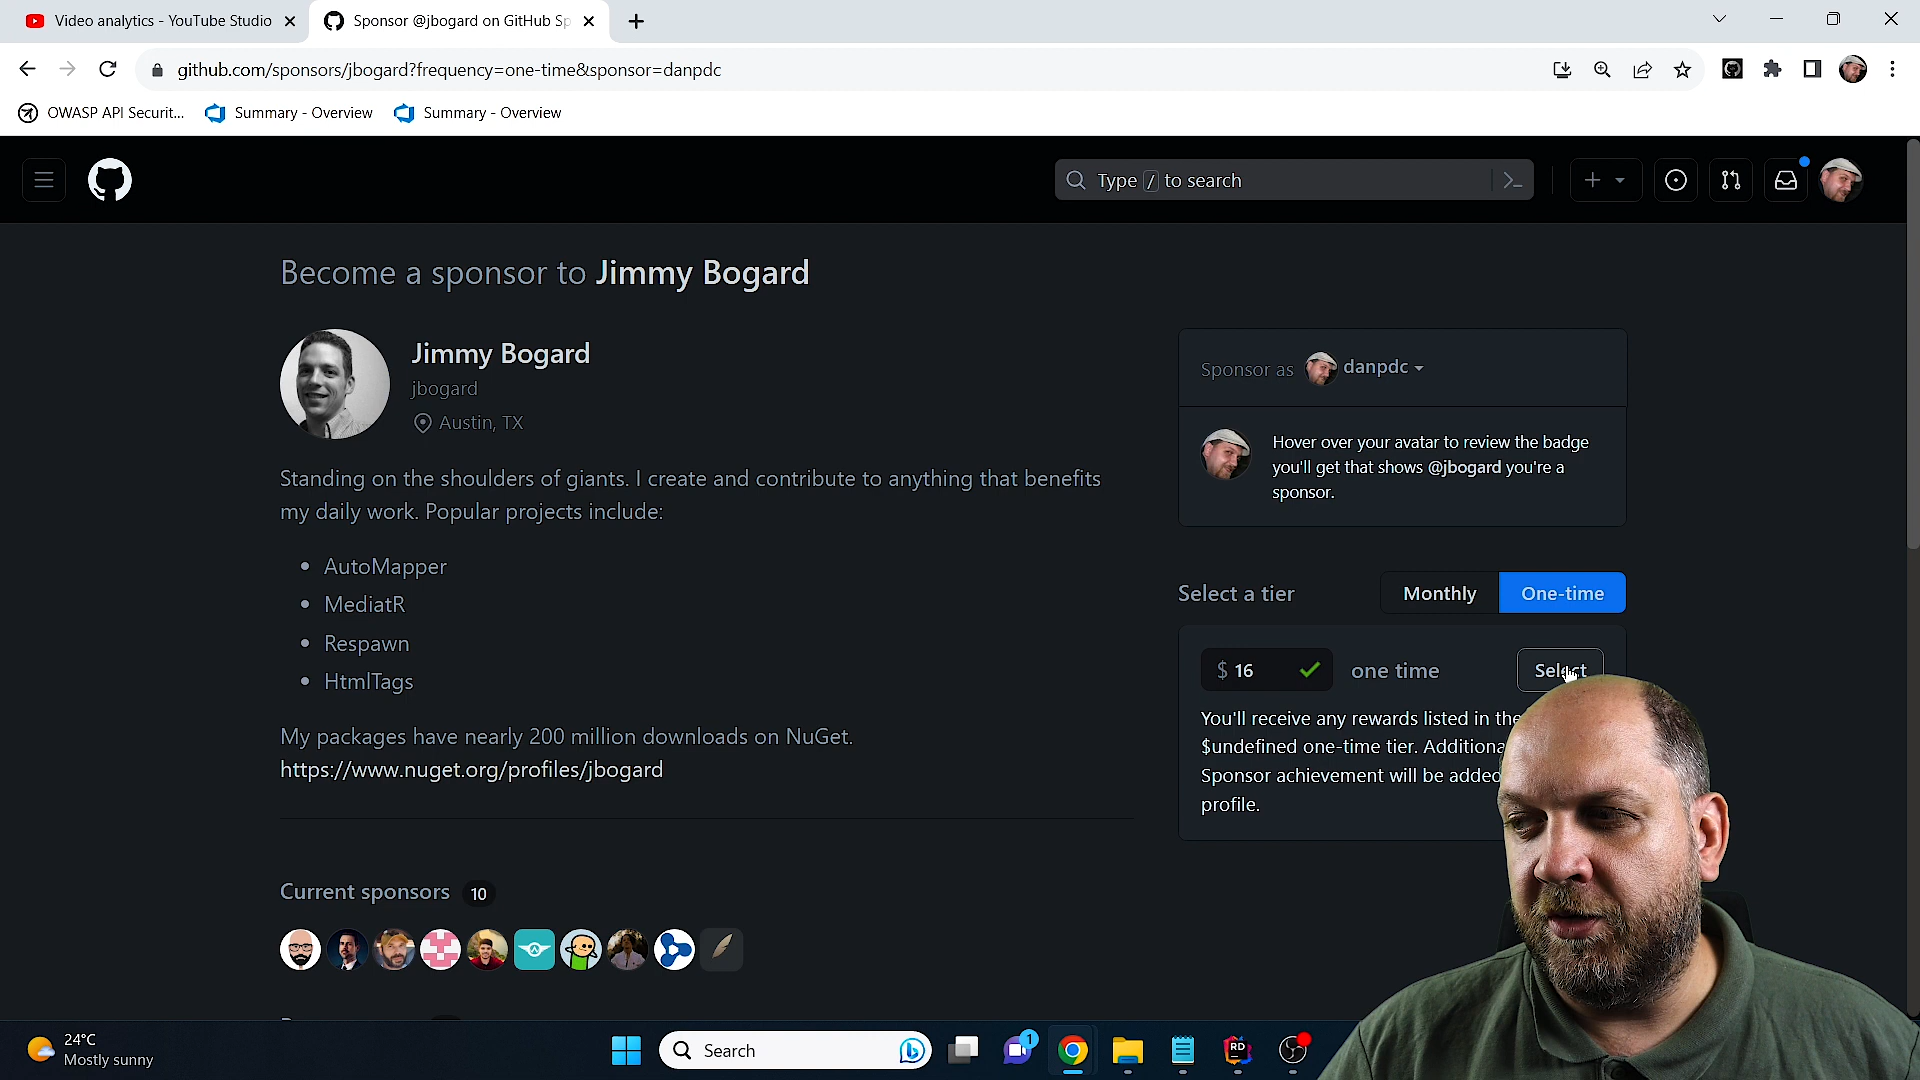 Video analytics - YouTube Studio
Sponsor @jbogard on GitHub Sp
github.com/sponsors/jbogard?frequency=one-time&sponsor=danpdc
OWASP API Securit...
Summary - Overview
Summary - Overview
Type / to search
Become a sponsor to Jimmy Bogard
Jimmy Bogard
jbogard
Austin, TX
Standing on the shoulders of giants. I create and contribute to anything that benefits
my daily work. Popular projects include:
• AutoMapper
• MediatR
• Respawn
• HtmlTags
My packages have nearly 200 million downloads on NuGet.
https://www.nuget.org/profiles/jbogard
Current sponsors 10
Sponsor as danpdc
Hover over your avatar to review the badge
you'll get that shows @jbogard you're a
sponsor.
Select a tier
Monthly
One-time
$ 16 one time
Select
You'll receive any rewards listed in the
$undefined one-time tier.
Sponsor achievement will be added
profile.
24°C
Mostly sunny
Search
1
RD